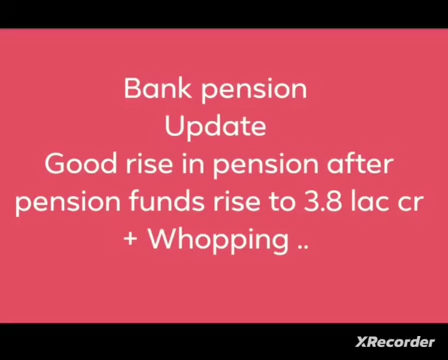 Bank pension
Update
Good rise in pension after
pension funds rise to 3.8 lac cr
+ Whopping ..
XRecorder